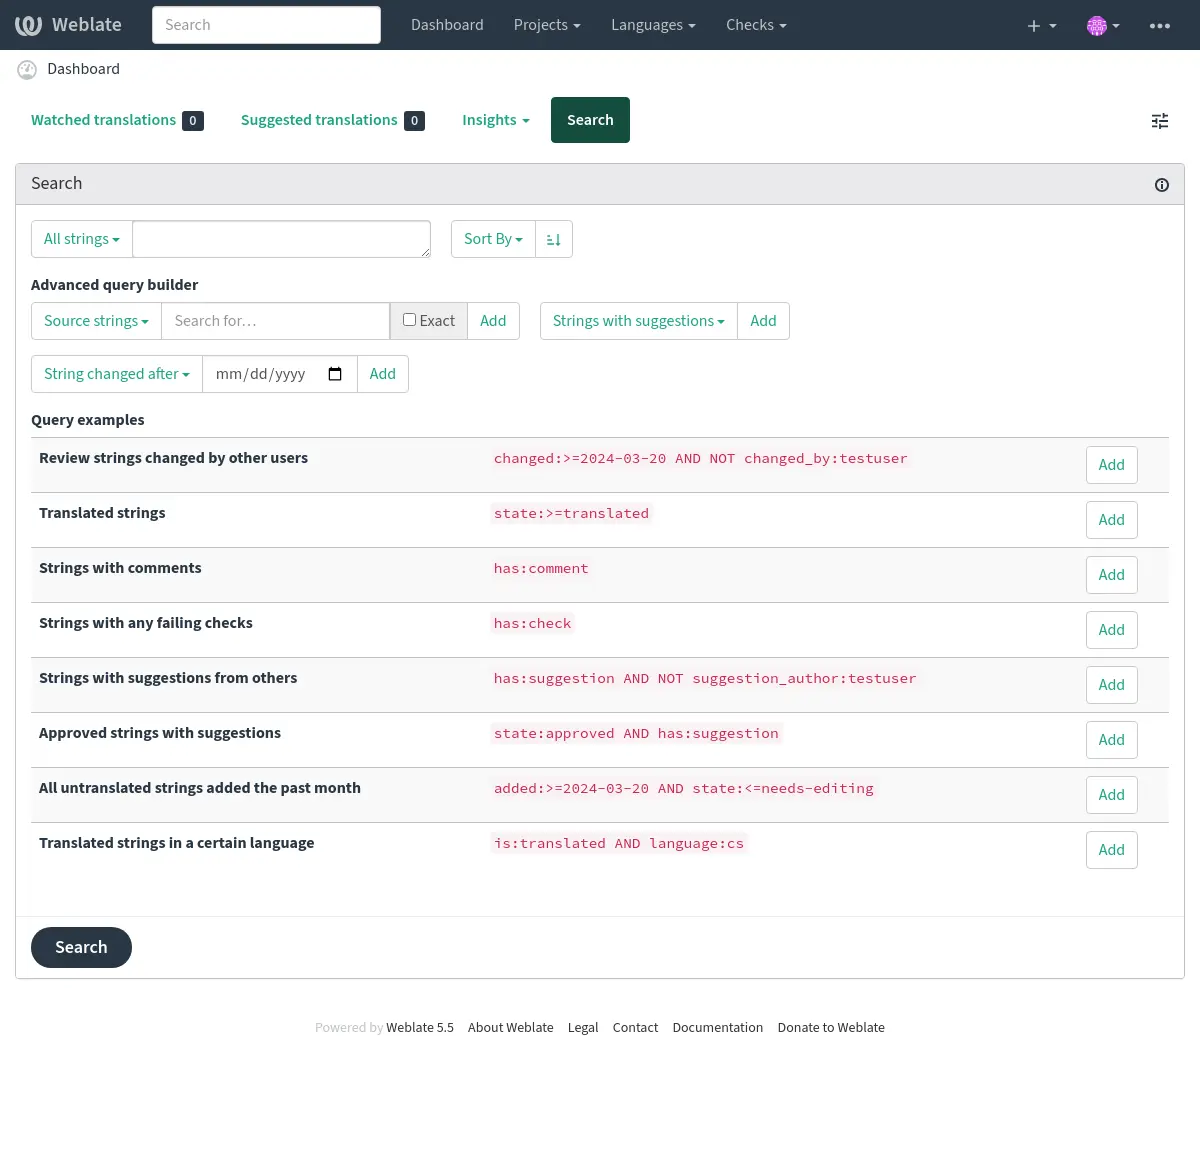 Weblate Search Dashboard Projects Languages Checks
Dashboard
Watched translations 0 Suggested translations 0 Insights Search
Search
All strings Sort By
Advanced query builder
Source strings Search for… Exact Add Strings with suggestions Add
String changed after mm/dd/yyyy Add
Query examples
Review strings changed by other users changed:>=2024-03-20 AND NOT changed_by:testuser Add
Translated strings state:>=translated Add
Strings with comments has:comment Add
Strings with any failing checks has:check Add
Strings with suggestions from others has:suggestion AND NOT suggestion_author:testuser Add
Approved strings with suggestions state:approved AND has:suggestion Add
All untranslated strings added the past month added:>=2024-03-20 AND state:<=needs-editing Add
Translated strings in a certain language is:translated AND language:cs Add
Search
Powered by Weblate 5.5 About Weblate Legal Contact Documentation Donate to Weblate